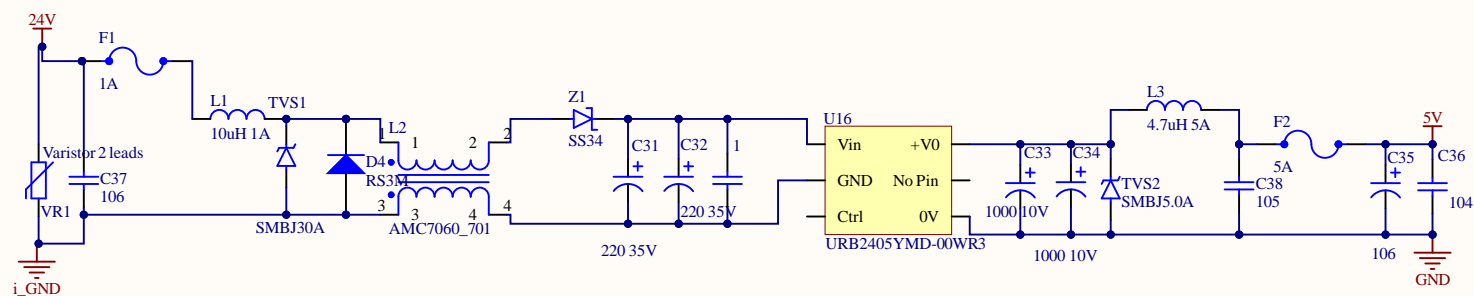 24V
F1
1A
L1
10uH 1A
TVS1
SMBJ30A
Varistor 2 leads
VR1
C37
106
i_GND
D4
RS3M
L2
1
1
2
2
3
3
4
4
AMC7060_701
Z1
SS34
C31
220 35V
C32
220 35V
1
U16
Vin
+V0
GND
No Pin
Ctrl
0V
URB2405YMD-00WR3
C33
1000 10V
C34
1000 10V
TVS2
SMBJ5.0A
L3
4.7uH 5A
C38
105
F2
5A
C35
106
5V
C36
104
GND